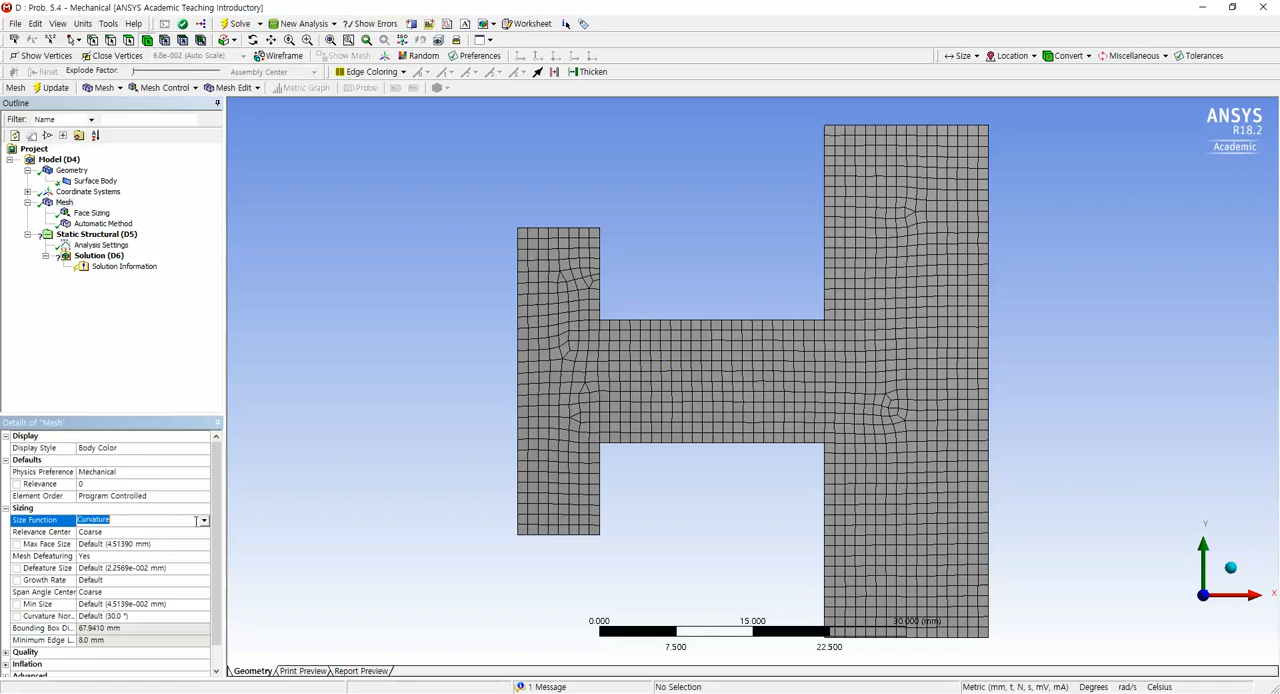 D : Prob. 5.4 - Mechanical [ANSYS Academic Teaching Introductory]
File Edit View Units Tools Help Solve New Analysis ?/ Show Errors Worksheet
Show Vertices Close Vertices 6.8e-002 (Auto Scale) Wireframe Show Mesh Random Preferences Size Location Convert Miscellaneous Tolerances
Reset Explode Factor: Assembly Center Edge Coloring Thicken
Mesh Update Mesh Mesh Control Mesh Edit Metric Graph Probe
Outline
Filter: Name
Project
Model (D4)
Geometry
Surface Body
Coordinate Systems
Mesh
Face Sizing
Automatic Method
Static Structural (D5)
Analysis Settings
Solution (D6)
Solution Information
ANSYS
R18.2
Academic
Details of "Mesh"
Display
Display Style Body Color
Defaults
Physics Preference Mechanical
Relevance 0
Element Order Program Controlled
Sizing
Size Function Curvature
Relevance Center Coarse
Max Face Size Default (4.51390 mm)
Mesh Defeaturing Yes
Defeature Size Default (2.2569e-002 mm)
Growth Rate Default
Span Angle Center Coarse
Min Size Default (4.5139e-002 mm)
Curvature Nor... Default (30.0 °)
Bounding Box Di... 67.9410 mm
Minimum Edge L... 8.0 mm
Quality
Inflation
Advanced
Y
X
0.000 15.000 30.000 (mm)
7.500 22.500
Geometry Print Preview Report Preview
1 Message No Selection Metric (mm, t, N, s, mV, mA) Degrees rad/s Celsius